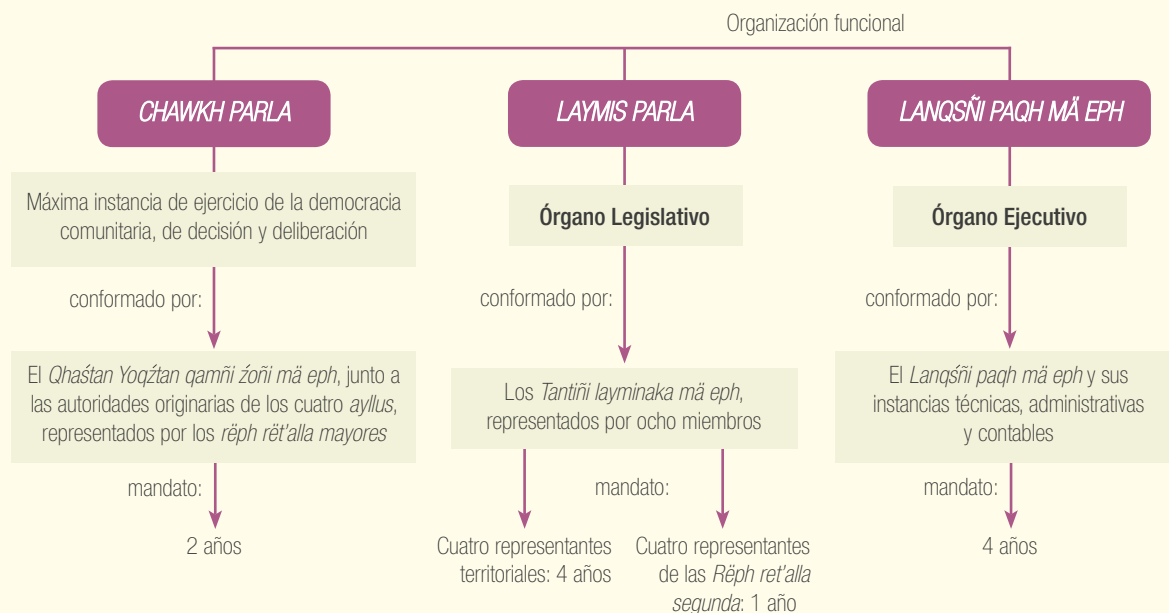 Organización funcional
CHAWKH PARLA
Máxima instancia de ejercicio de la democracia
comunitaria, de decisión y deliberación
conformado por:
El Qhaśtan Yoqźtan qamñi źoñi mä eph, junto a
las autoridades originarias de los cuatro ayllus,
representados por los rëph rët'alla mayores
mandato:
2 años
LAYMIS PARLA
Órgano Legislativo
conformado por:
Los Tantiñi layminaka mä eph,
representados por ocho miembros
mandato:
Cuatro representantes
territoriales: 4 años
Cuatro representantes
de las Rëph ret'alla
segunda: 1 año
LANQSÑI PAQH MÄ EPH
Órgano Ejecutivo
conformado por:
El Lanqśñi paqh mä eph y sus
instancias técnicas, administrativas
y contables
mandato:
4 años